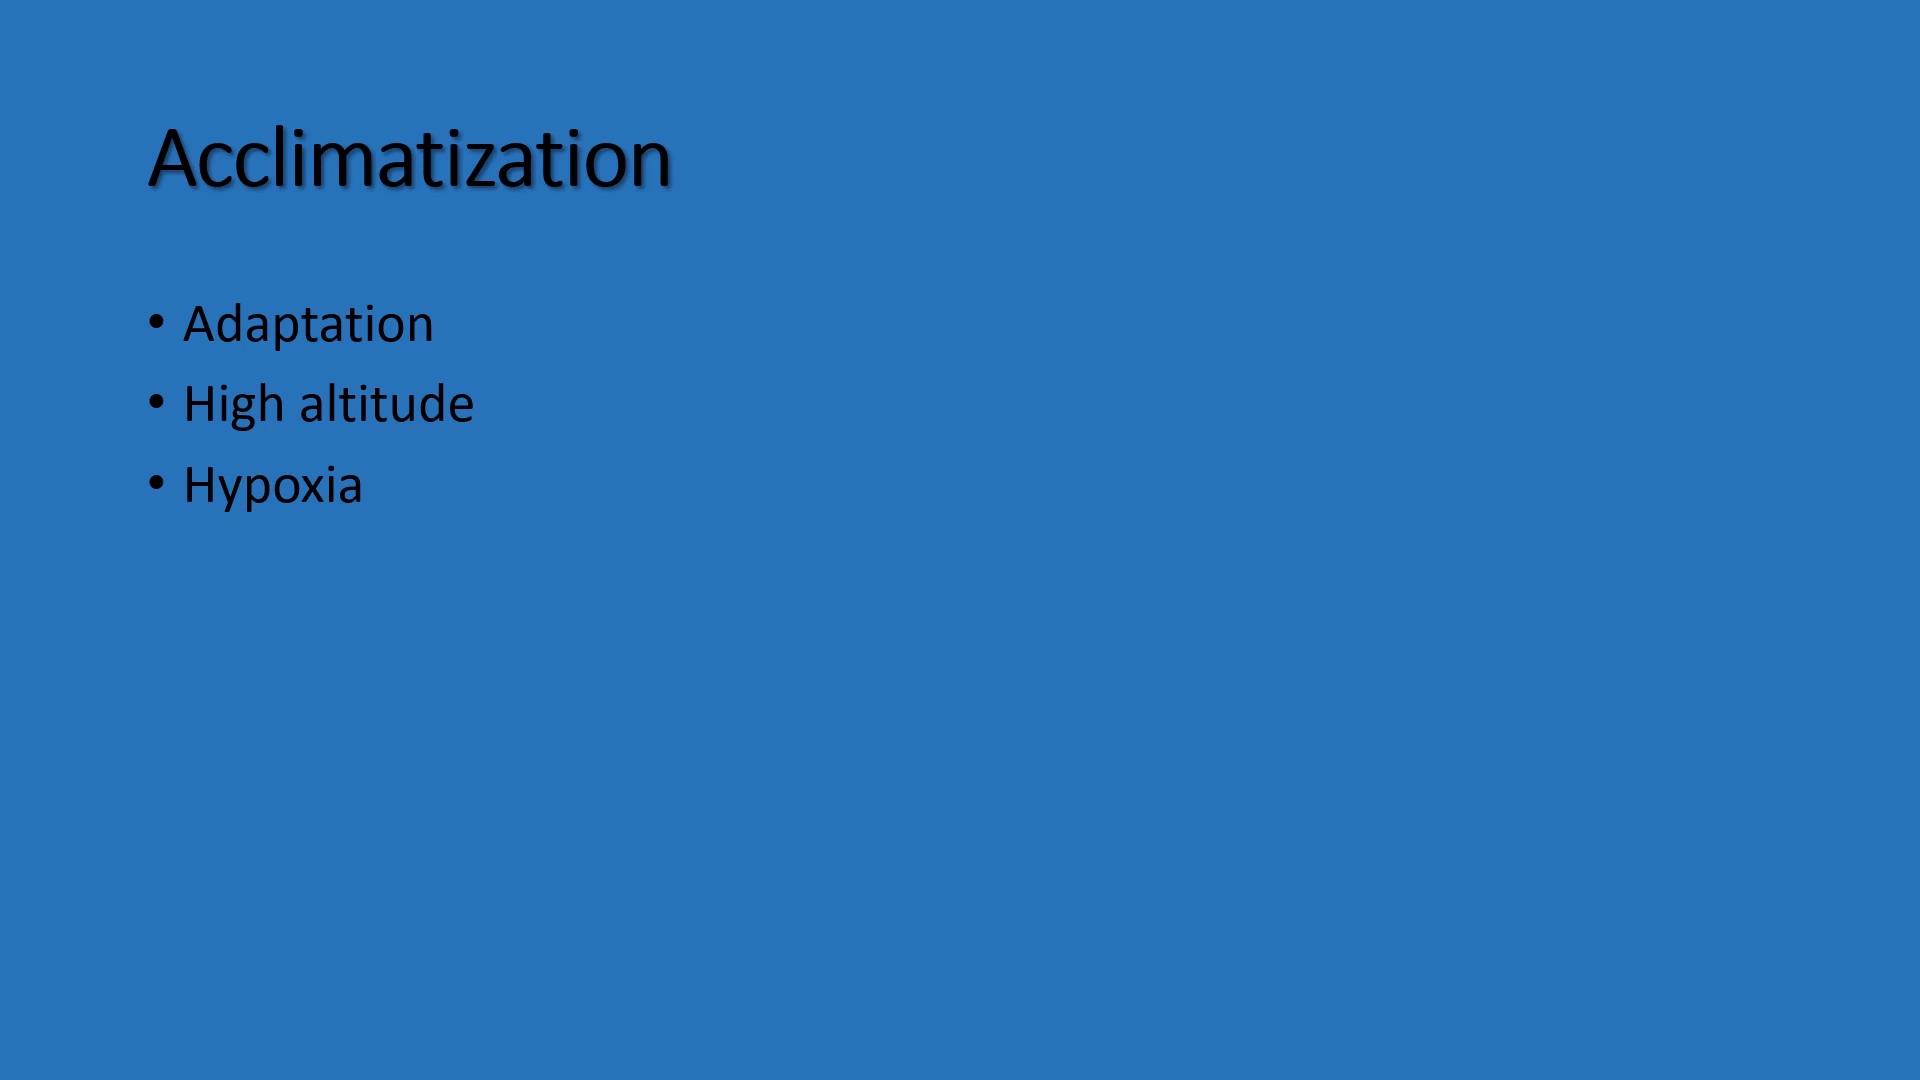 Acclimatization
• Adaptation
• High altitude
• Hypoxia